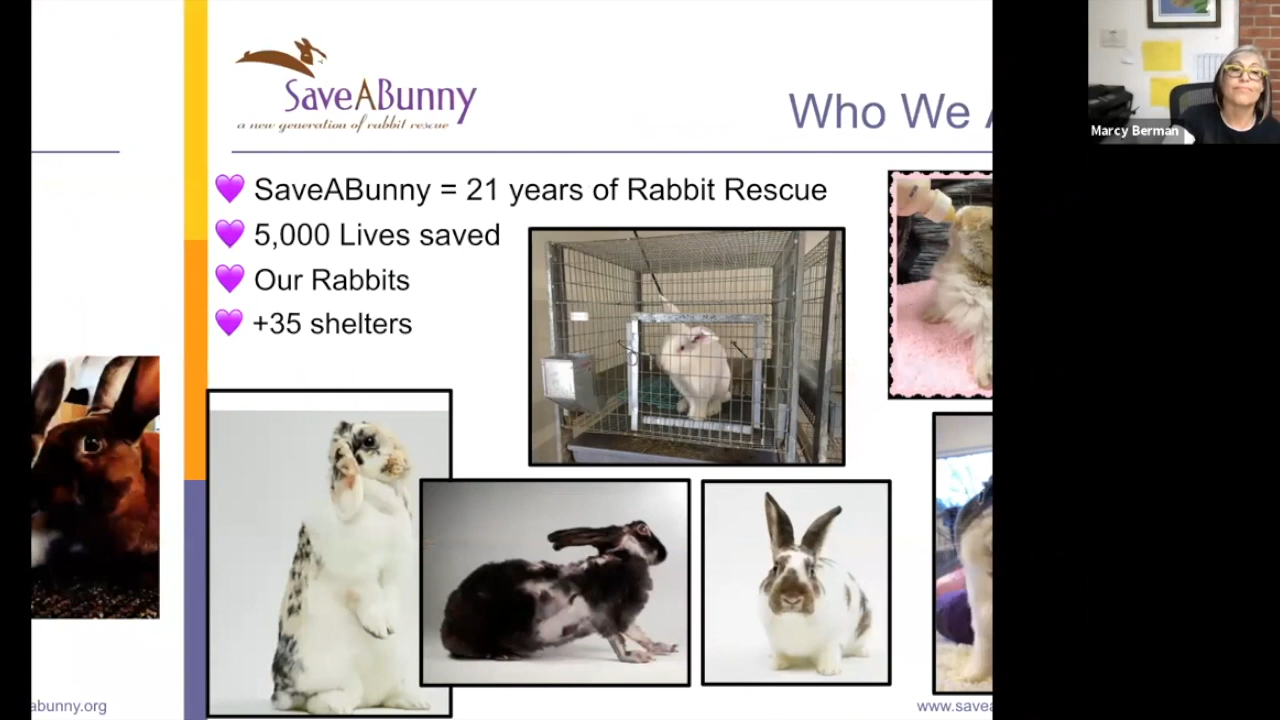 SaveABunny
a new generation of rabbit rescue
Who We
SaveABunny = 21 years of Rabbit Rescue
5,000 Lives saved
Our Rabbits
+35 shelters
abunny.org
www.savea
Marcy Berman